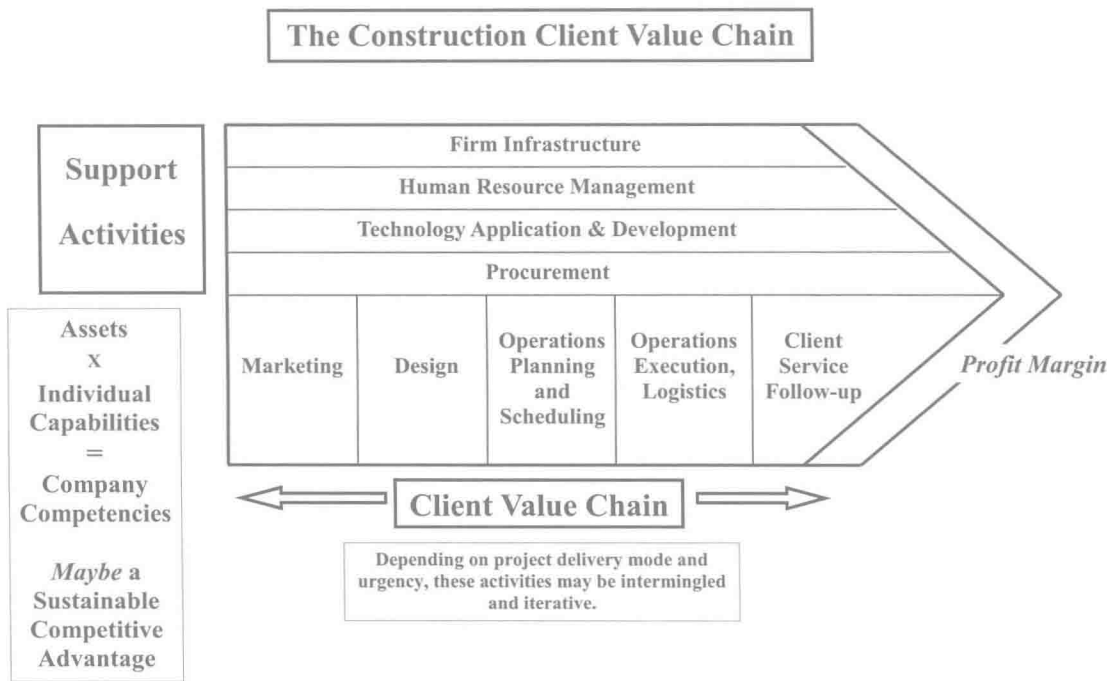 The Construction Client Value Chain
Support
Activities
Firm Infrastructure
Human Resource Management
Technology Application & Development
Procurement
Marketing
Design
Operations
Planning
and
Scheduling
Operations
Execution,
Logistics
Client
Service
Follow-up
Profit Margin
Assets
x
Individual
Capabilities
=
Company
Competencies
Maybe a
Sustainable
Competitive
Advantage
Client Value Chain
Depending on project delivery mode and
urgency, these activities may be intermingled
and iterative.